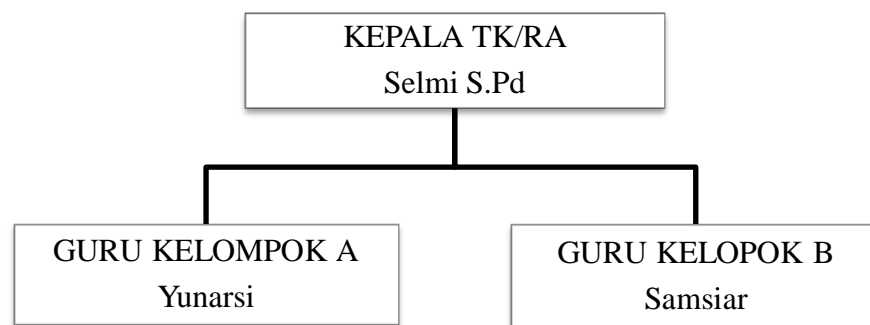 KEPALA TK/RA
Selmi S.Pd
GURU KELOMPOK A
Yunarsi
GURU KELOPOK B
Samsiar